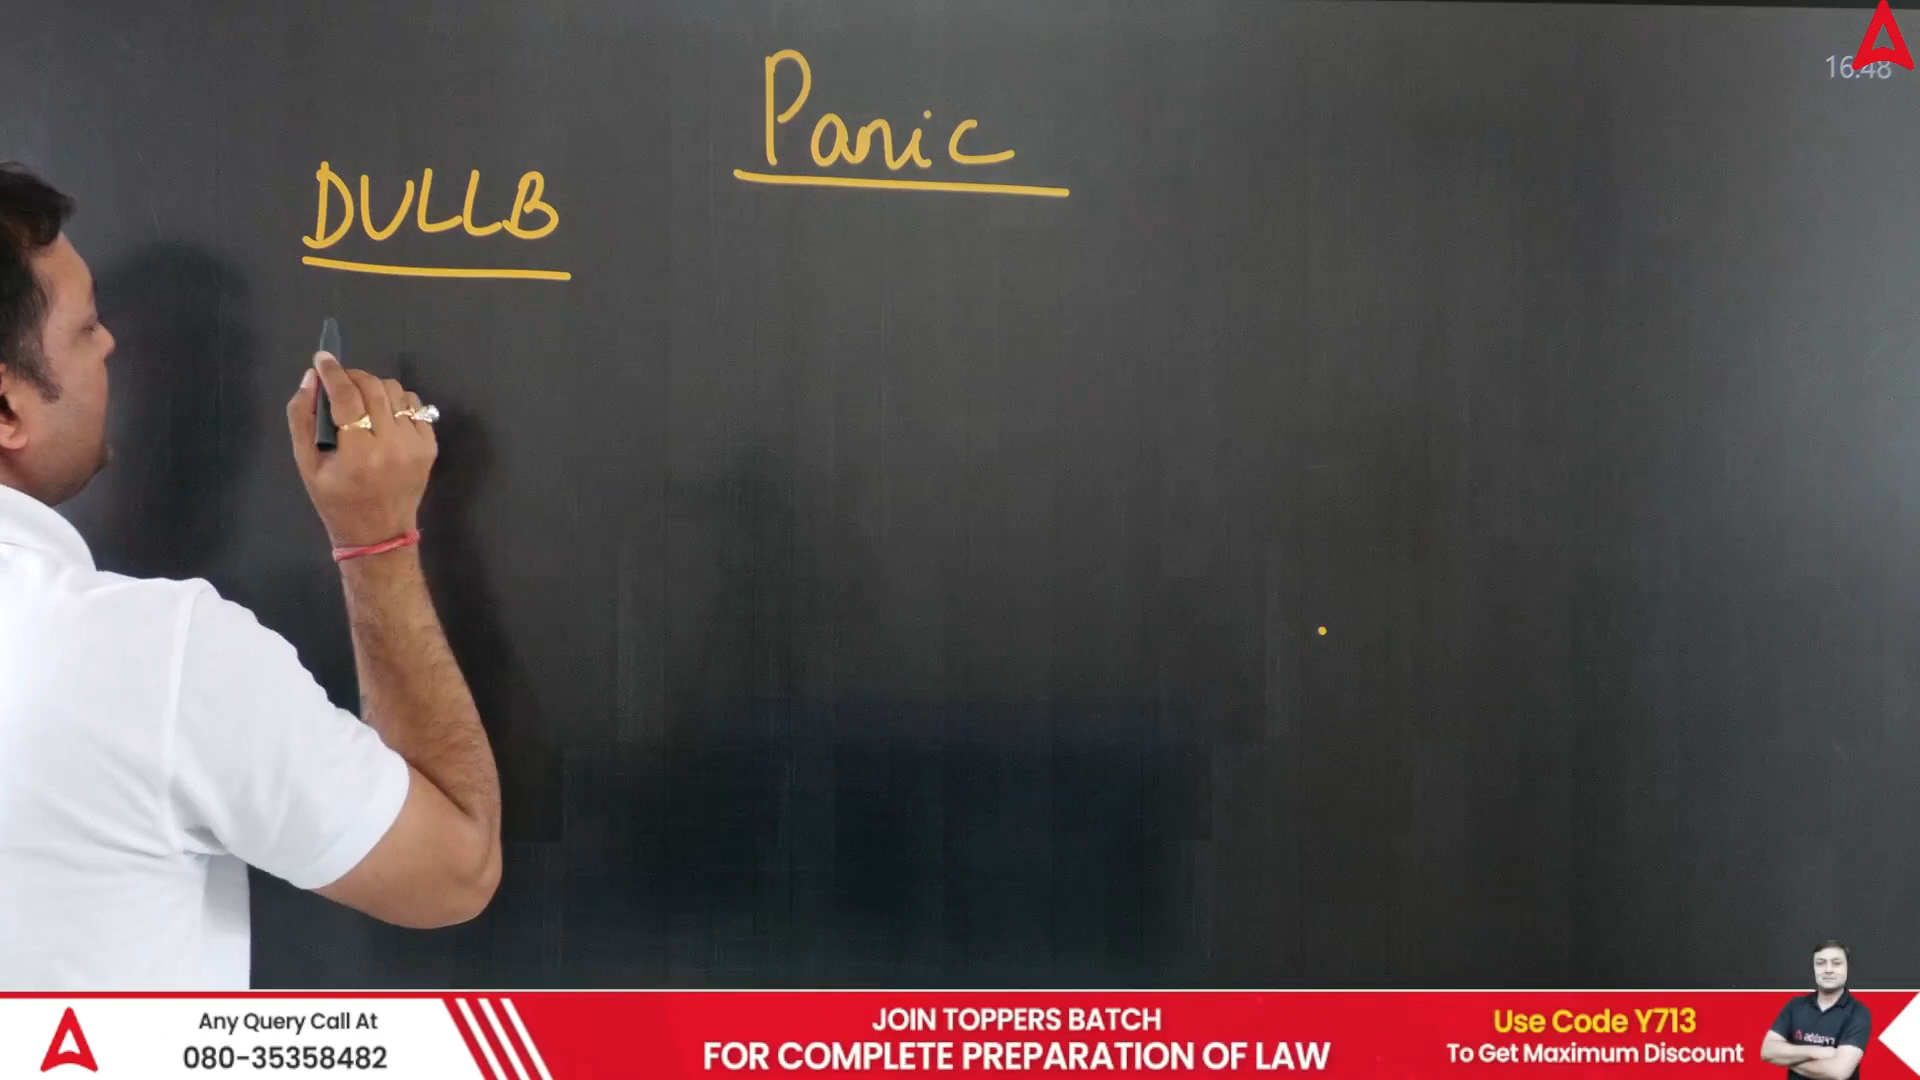 16:48
Panic
DULLB
Any Query Call At
080-35358482
JOIN TOPPERS BATCH
FOR COMPLETE PREPARATION OF LAW
Use Code Y713
To Get Maximum Discount